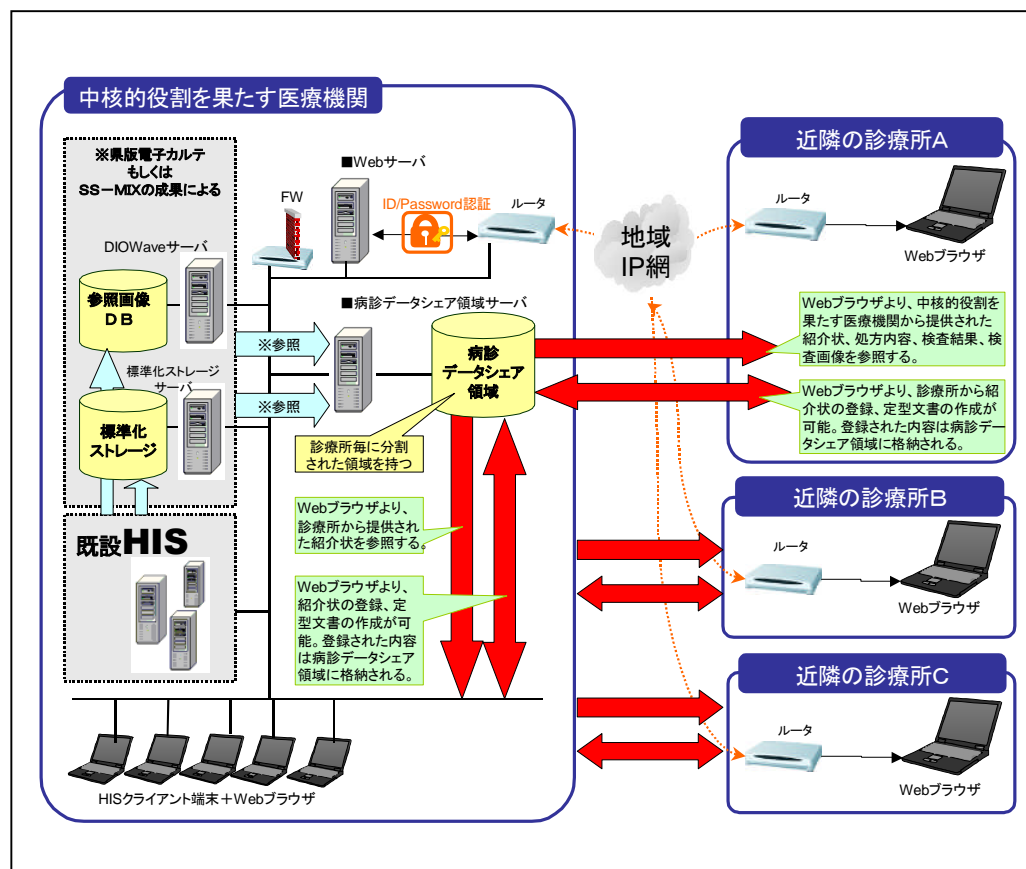 中核的役割を果たす医療機関
※県版電子カルテ
もしくは
SS－MIXの成果による
DIOWaveサーバ
参照画像
ＤＢ
標準化ストレージ
サーバ
標準化
ストレージ
既設HIS
FW
■Webサーバ
ID/Password認証
ルータ
■病診データシェア領域サーバ
※参照
※参照
病診
データシェア
領域
診療所毎に分割
された領域を持つ
Webブラウザより、
診療所から提供され
た紹介状を参照する。
Webブラウザより、
紹介状の登録、定
型文書の作成が可
能。登録された内容
は病診データシェア
領域に格納される。
HISクライアント端末＋Webブラウザ
地域
IP網
近隣の診療所A
ルータ
Webブラウザ
Webブラウザより、中核的役割を
果たす医療機関から提供された
紹介状、処方内容、検査結果、検
査画像を参照する。
Webブラウザより、診療所から紹
介状の登録、定型文書の作成が
可能。登録された内容は病診デー
タシェア領域に格納される。
近隣の診療所B
ルータ
Webブラウザ
近隣の診療所C
ルータ
Webブラウザ